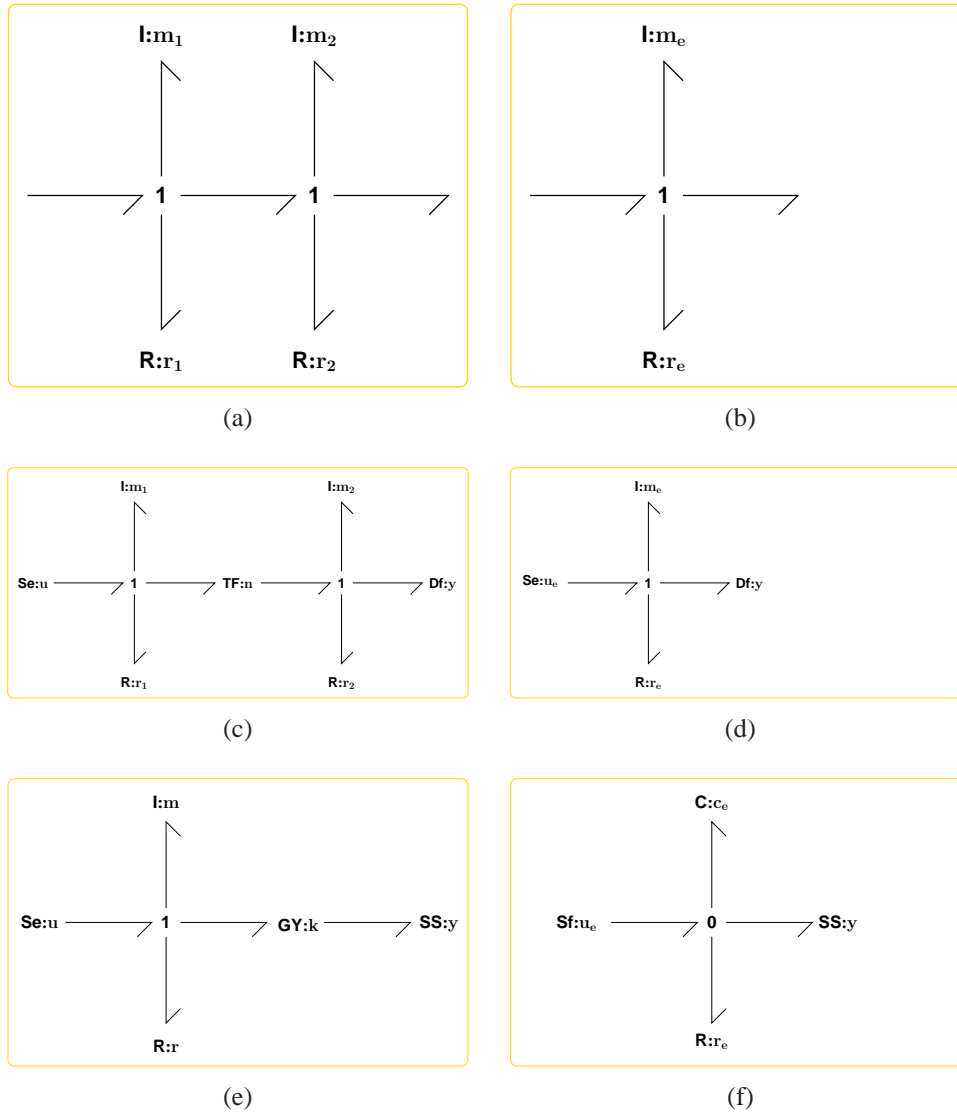 I:m₁ I:m₂
1 1
R:r₁ R:r₂
(a)
I:mₑ
1
R:rₑ
(b)
I:m₁ I:m₂
Se:u 1 TF:n 1 Df:y
R:r₁ R:r₂
(c)
I:mₑ
Se:uₑ 1 Df:y
R:rₑ
(d)
I:m
Se:u 1 GY:k SS:y
R:r
(e)
C:cₑ
Sf:uₑ 0 SS:y
R:rₑ
(f)